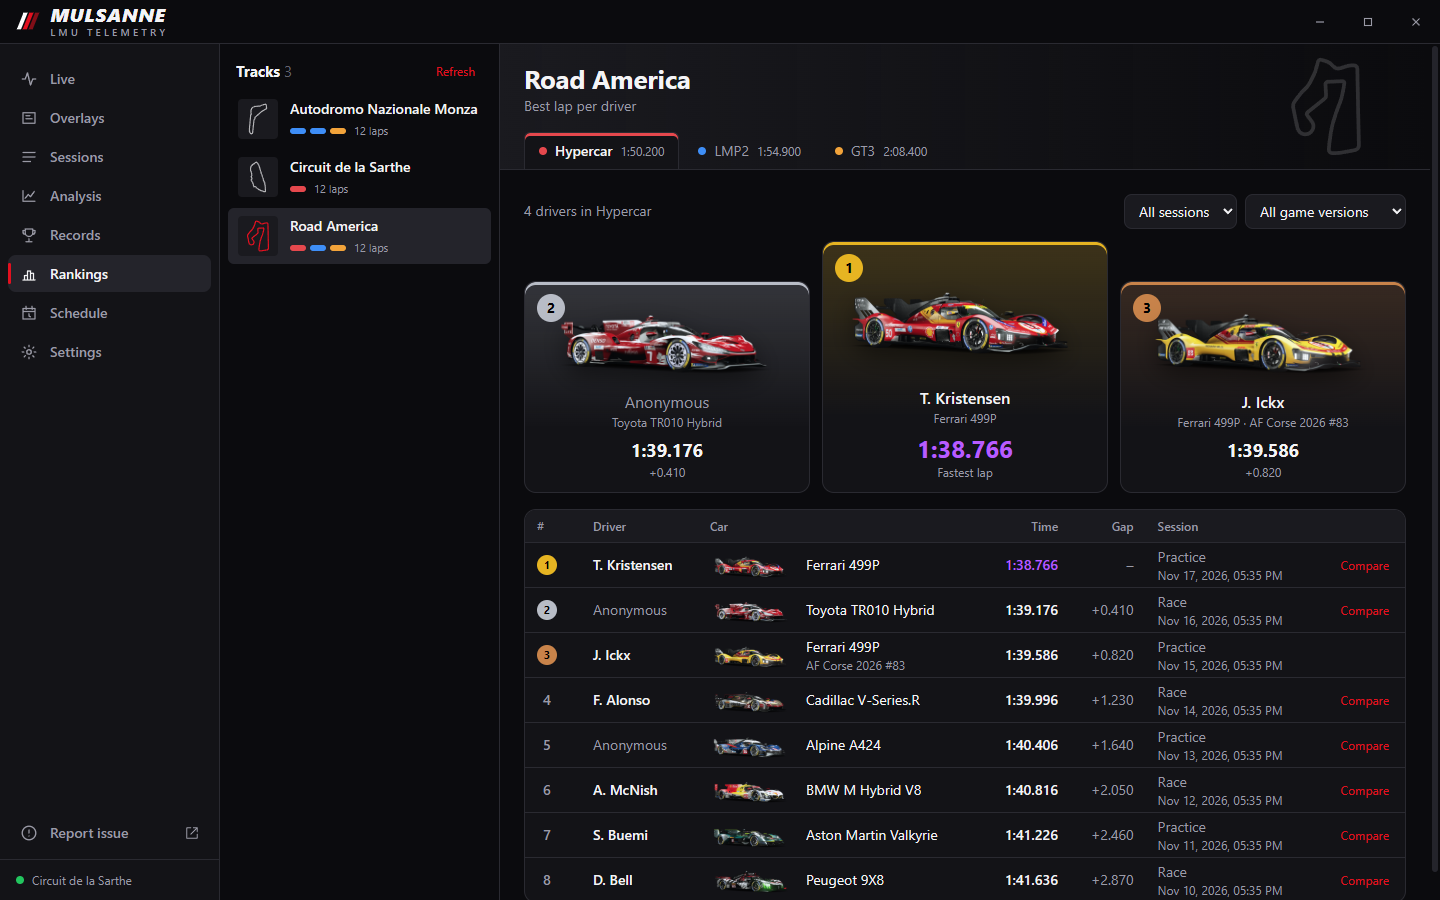 MULSANNE
LMU TELEMETRY
Live
Overlays
Sessions
Analysis
Records
Rankings
Schedule
Settings
Report issue
Circuit de la Sarthe
Tracks 3
Refresh
Autodromo Nazionale Monza
12 laps
Circuit de la Sarthe
12 laps
Road America
12 laps
Road America
Best lap per driver
Hypercar 1:50.200
LMP2 1:54.900
GT3 2:08.400
4 drivers in Hypercar
All sessions
All game versions
2
Anonymous
Toyota TR010 Hybrid
1:39.176
+0.410
1
T. Kristensen
Ferrari 499P
1:38.766
Fastest lap
3
J. Ickx
Ferrari 499P · AF Corse 2026 #83
1:39.586
+0.820
# Driver Car Time Gap Session
1 T. Kristensen Ferrari 499P 1:38.766 – Practice
Nov 17, 2026, 05:35 PM
Compare
2 Anonymous Toyota TR010 Hybrid 1:39.176 +0.410 Race
Nov 16, 2026, 05:35 PM
Compare
3 J. Ickx Ferrari 499P 1:39.586 +0.820 Practice
AF Corse 2026 #83 Nov 15, 2026, 05:35 PM
4 F. Alonso Cadillac V-Series.R 1:39.996 +1.230 Race
Nov 14, 2026, 05:35 PM
Compare
5 Anonymous Alpine A424 1:40.406 +1.640 Practice
Nov 13, 2026, 05:35 PM
Compare
6 A. McNish BMW M Hybrid V8 1:40.816 +2.050 Race
Nov 12, 2026, 05:35 PM
Compare
7 S. Buemi Aston Martin Valkyrie 1:41.226 +2.460 Practice
Nov 11, 2026, 05:35 PM
Compare
8 D. Bell Peugeot 9X8 1:41.636 +2.870 Race
Nov 10, 2026, 05:35 PM
Compare